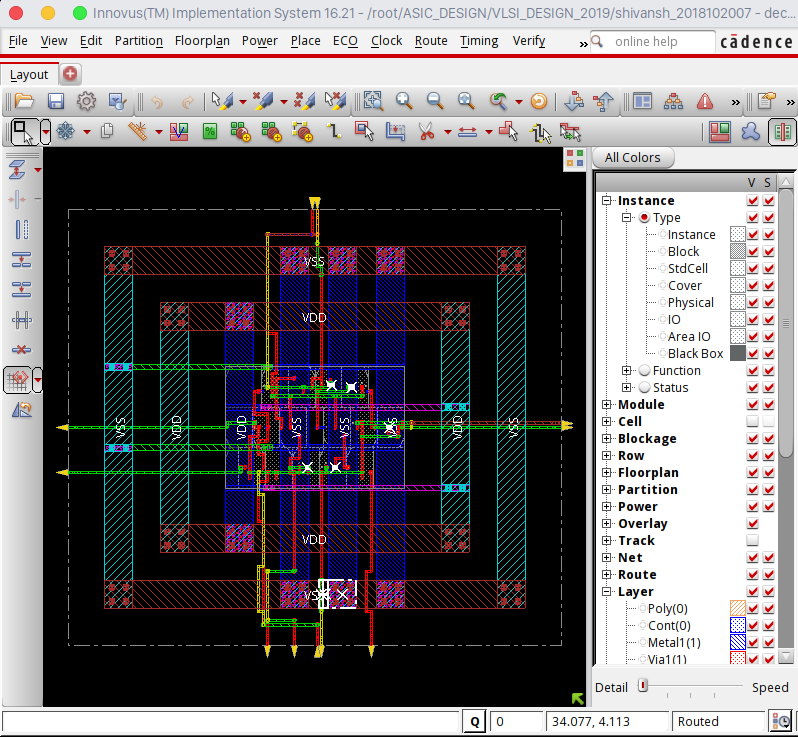 Innovus(TM) Implementation System 16.21 - /root/ASIC_DESIGN/VLSI_DESIGN_2019/shivansh_2018102007 - dec...
File View Edit Partition Floorplan Power Place ECO Clock Route Timing Verify » online help cādence
Layout
» »
All Colors
V S
Instance
Type
Instance
Block
StdCell
Cover
Physical
IO
Area IO
Black Box
Function
Status
Module
Cell
Blockage
Row
Floorplan
Partition
Power
Overlay
Track
Net
Route
Layer
Poly(0)
Cont(0)
Metal1(1)
Via1(1)
VSS
VDD
VSS VDD VDD VSS VSS VSS VDD VSS
VDD
VSS
Detail Speed
Q 0 34.077, 4.113 Routed